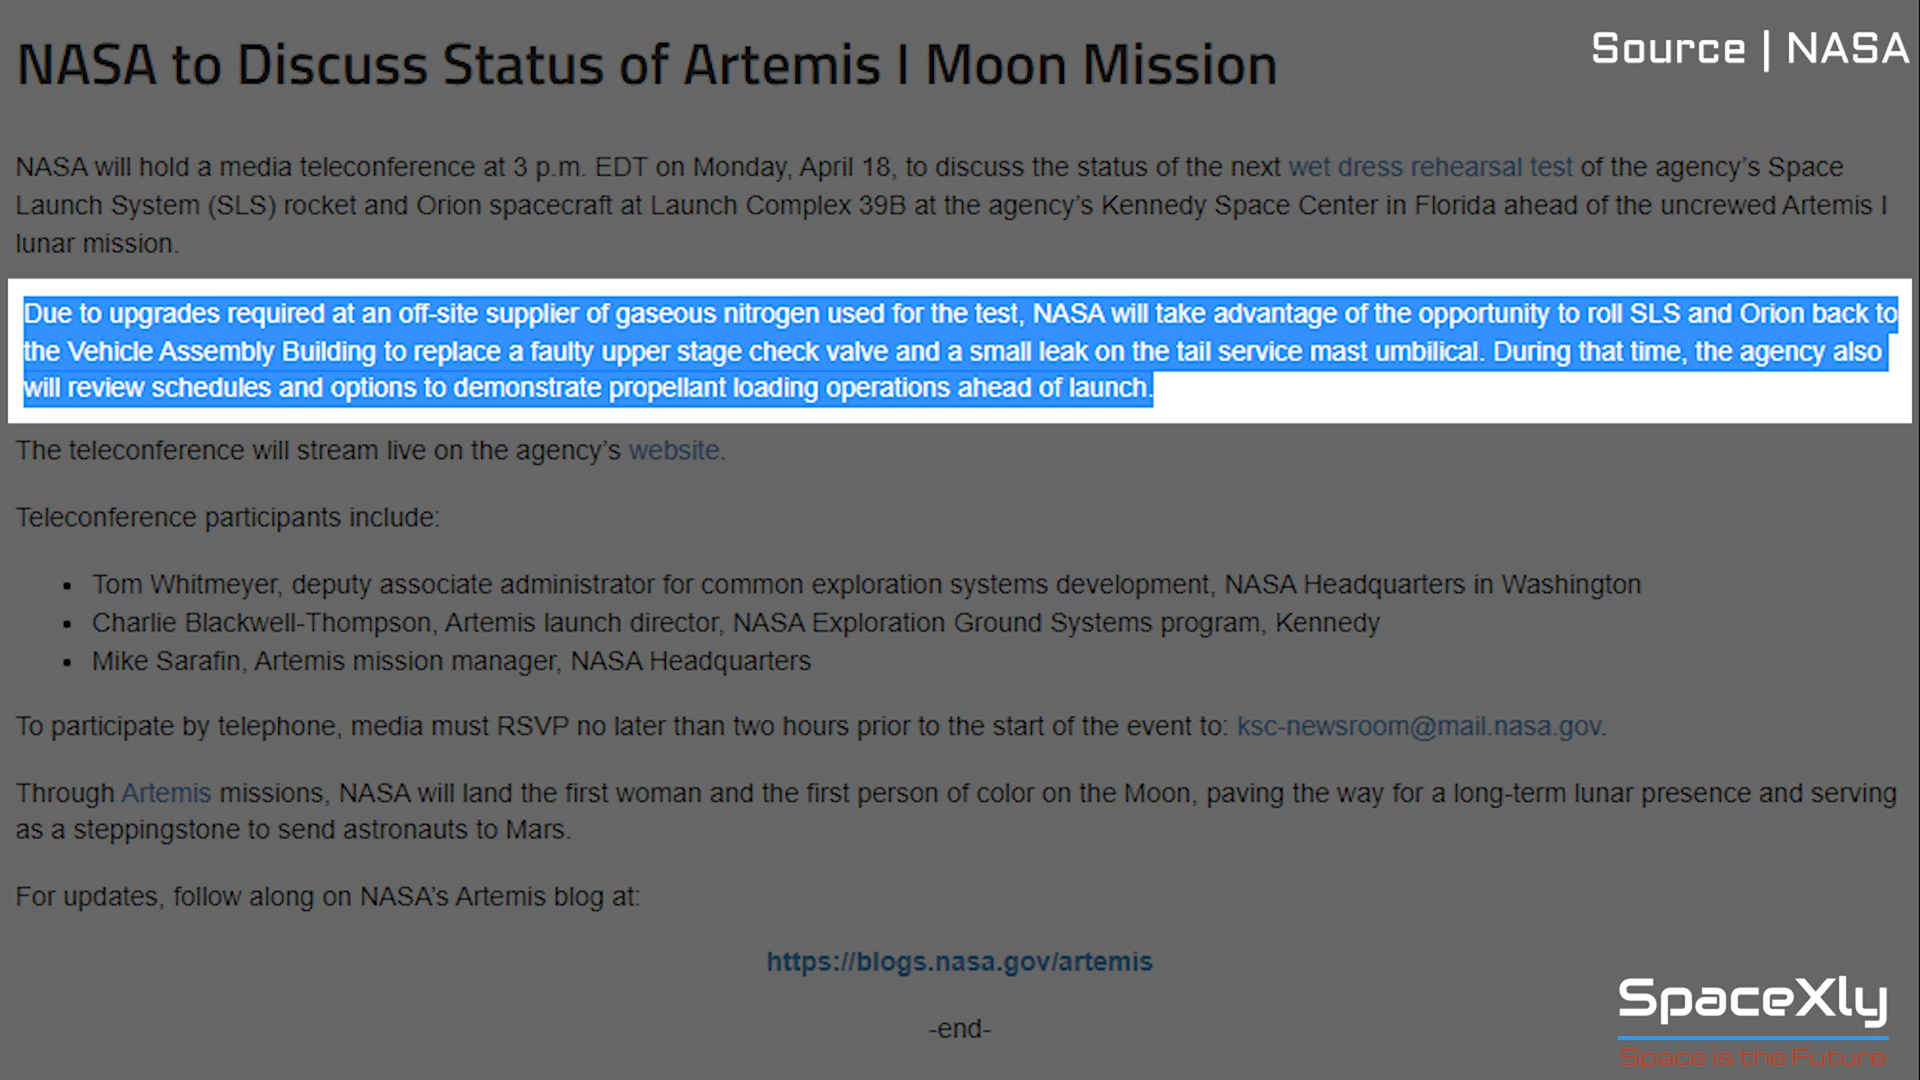 NASA to Discuss Status of Artemis I Moon Mission
Source | NASA
NASA will hold a media teleconference at 3 p.m. EDT on Monday, April 18, to discuss the status of the next wet dress rehearsal test of the agency’s Space
Launch System (SLS) rocket and Orion spacecraft at Launch Complex 39B at the agency’s Kennedy Space Center in Florida ahead of the uncrewed Artemis I
lunar mission.
Due to upgrades required at an off-site supplier of gaseous nitrogen used for the test, NASA will take advantage of the opportunity to roll SLS and Orion back to
the Vehicle Assembly Building to replace a faulty upper stage check valve and a small leak on the tail service mast umbilical. During that time, the agency also
will review schedules and options to demonstrate propellant loading operations ahead of launch.
The teleconference will stream live on the agency’s website.
Teleconference participants include:
• Tom Whitmeyer, deputy associate administrator for common exploration systems development, NASA Headquarters in Washington
• Charlie Blackwell-Thompson, Artemis launch director, NASA Exploration Ground Systems program, Kennedy
• Mike Sarafin, Artemis mission manager, NASA Headquarters
To participate by telephone, media must RSVP no later than two hours prior to the start of the event to: ksc-newsroom@mail.nasa.gov.
Through Artemis missions, NASA will land the first woman and the first person of color on the Moon, paving the way for a long-term lunar presence and serving
as a steppingstone to send astronauts to Mars.
For updates, follow along on NASA’s Artemis blog at:
https://blogs.nasa.gov/artemis
-end-
SpaceXly
Space is the Future